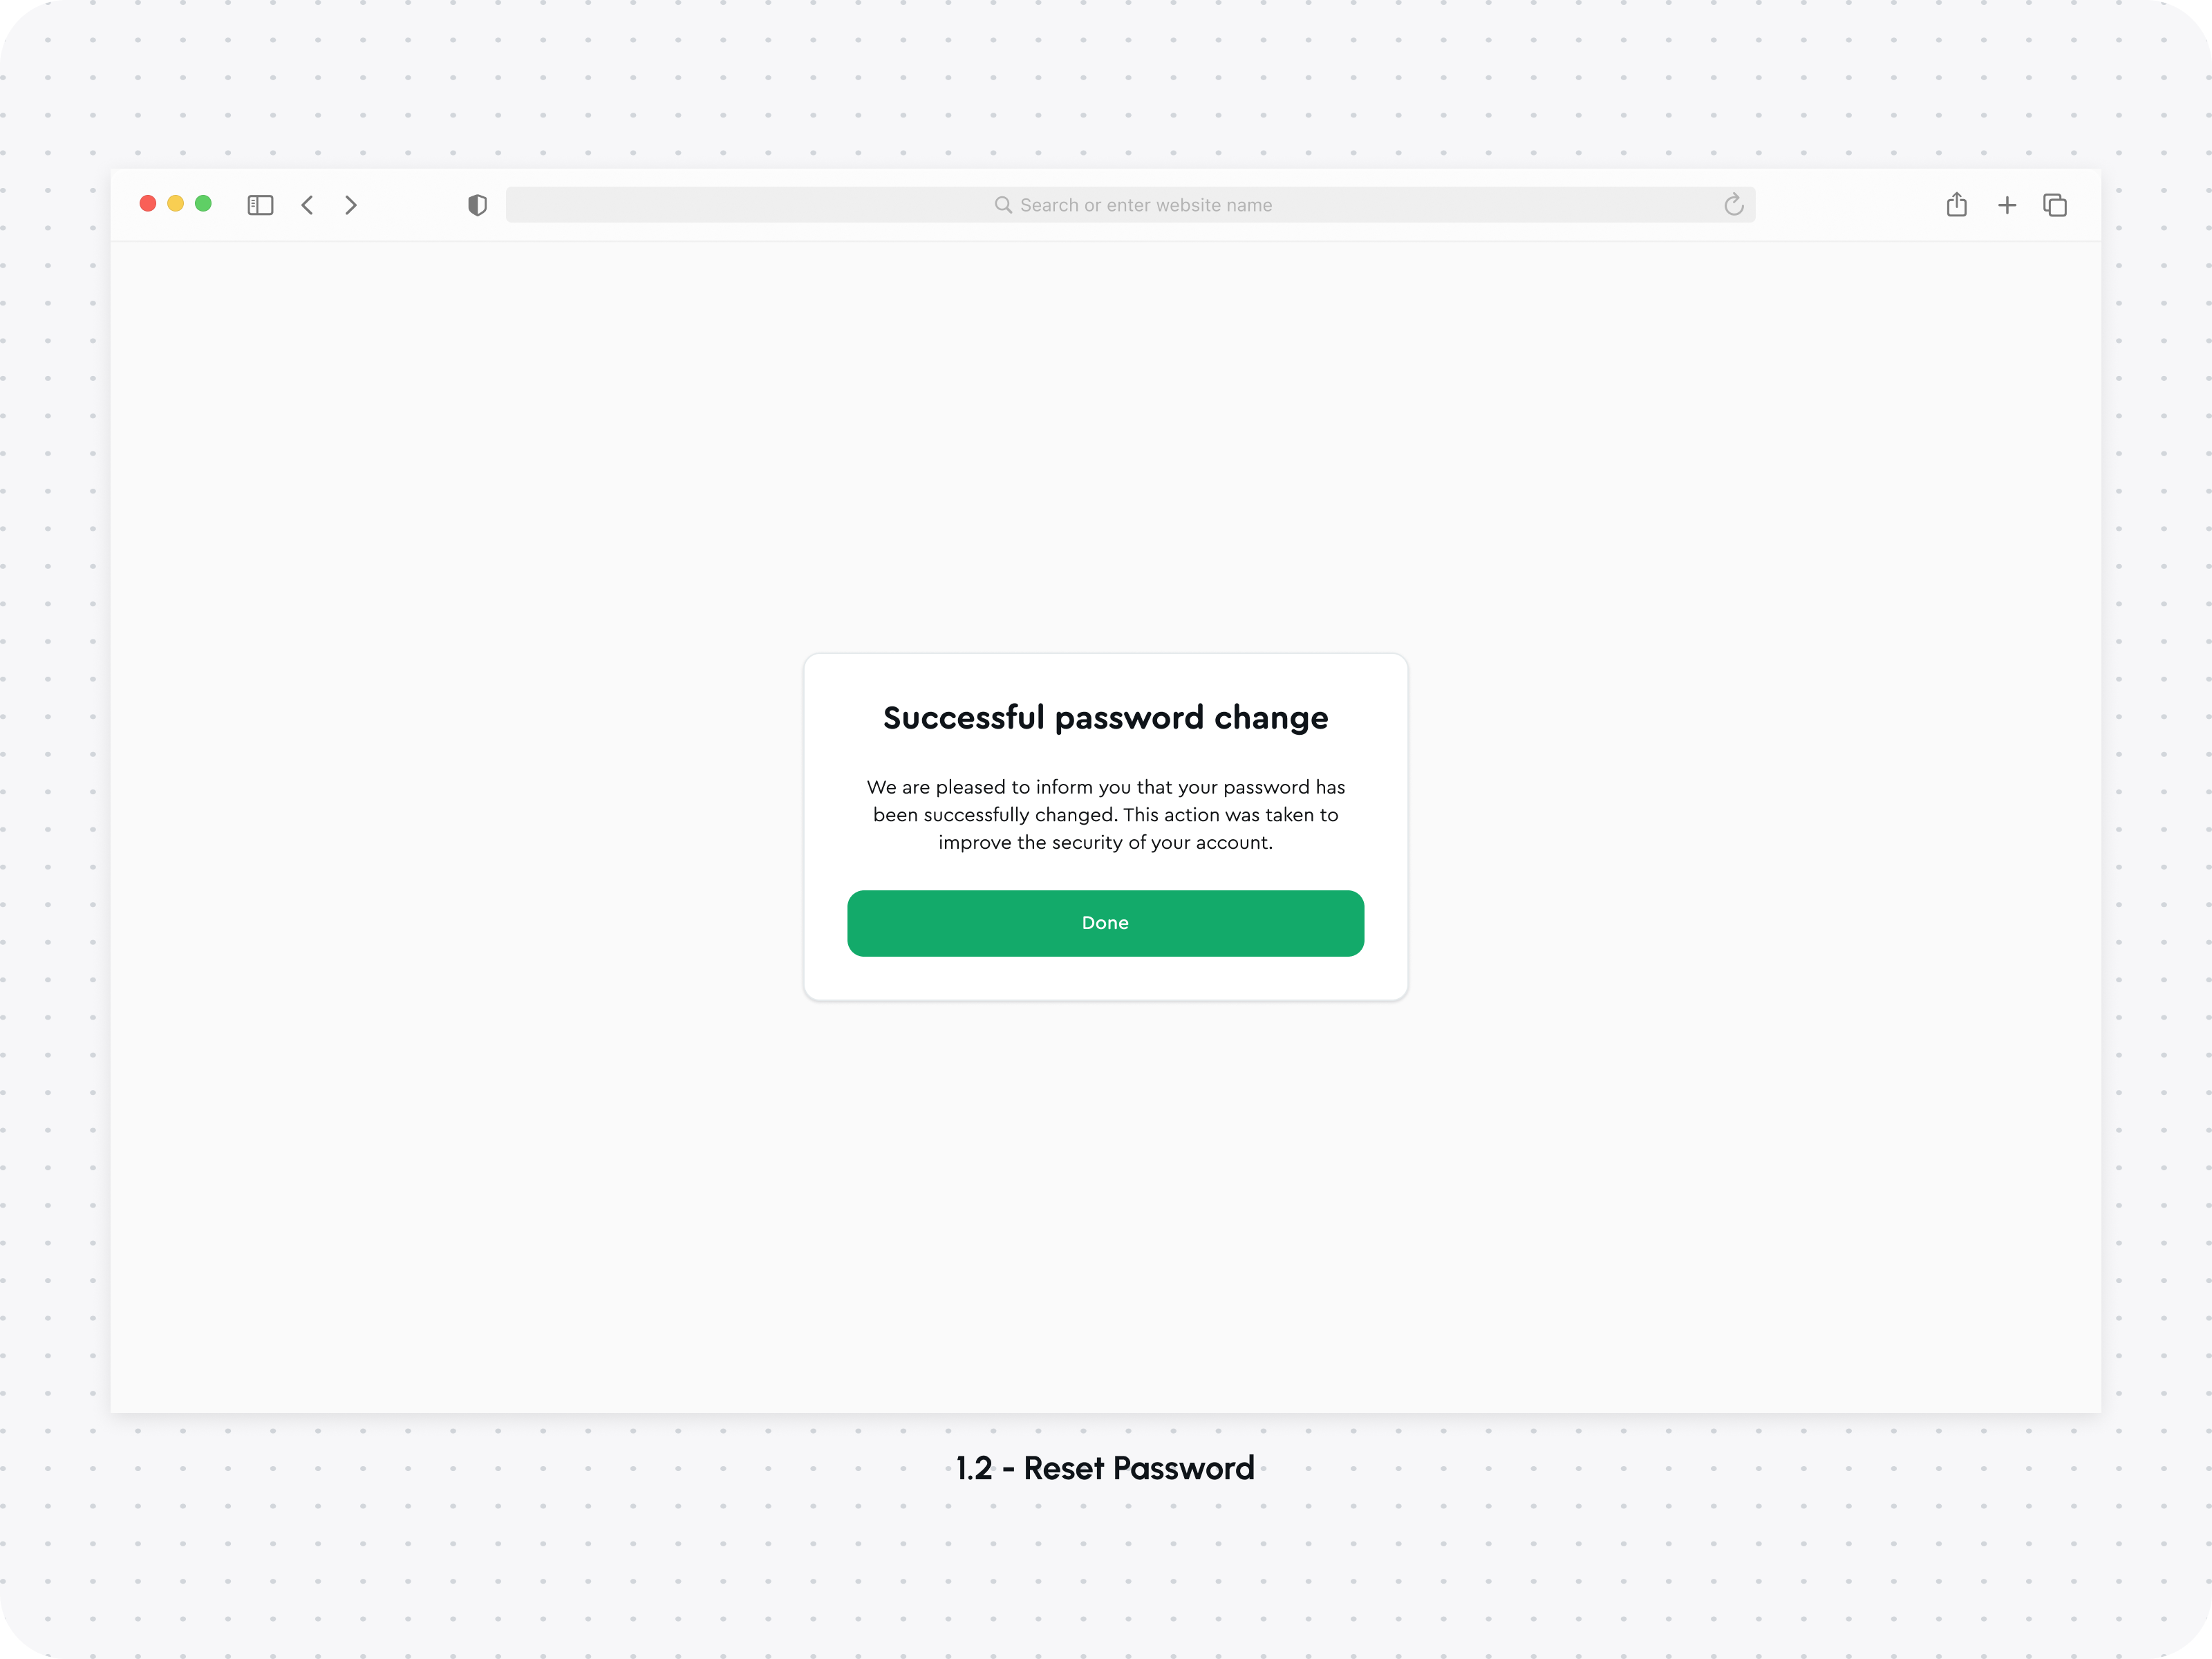 Search or enter website name
Successful password change
We are pleased to inform you that your password has
been successfully changed. This action was taken to
improve the security of your account.
Done
1.2 - Reset Password